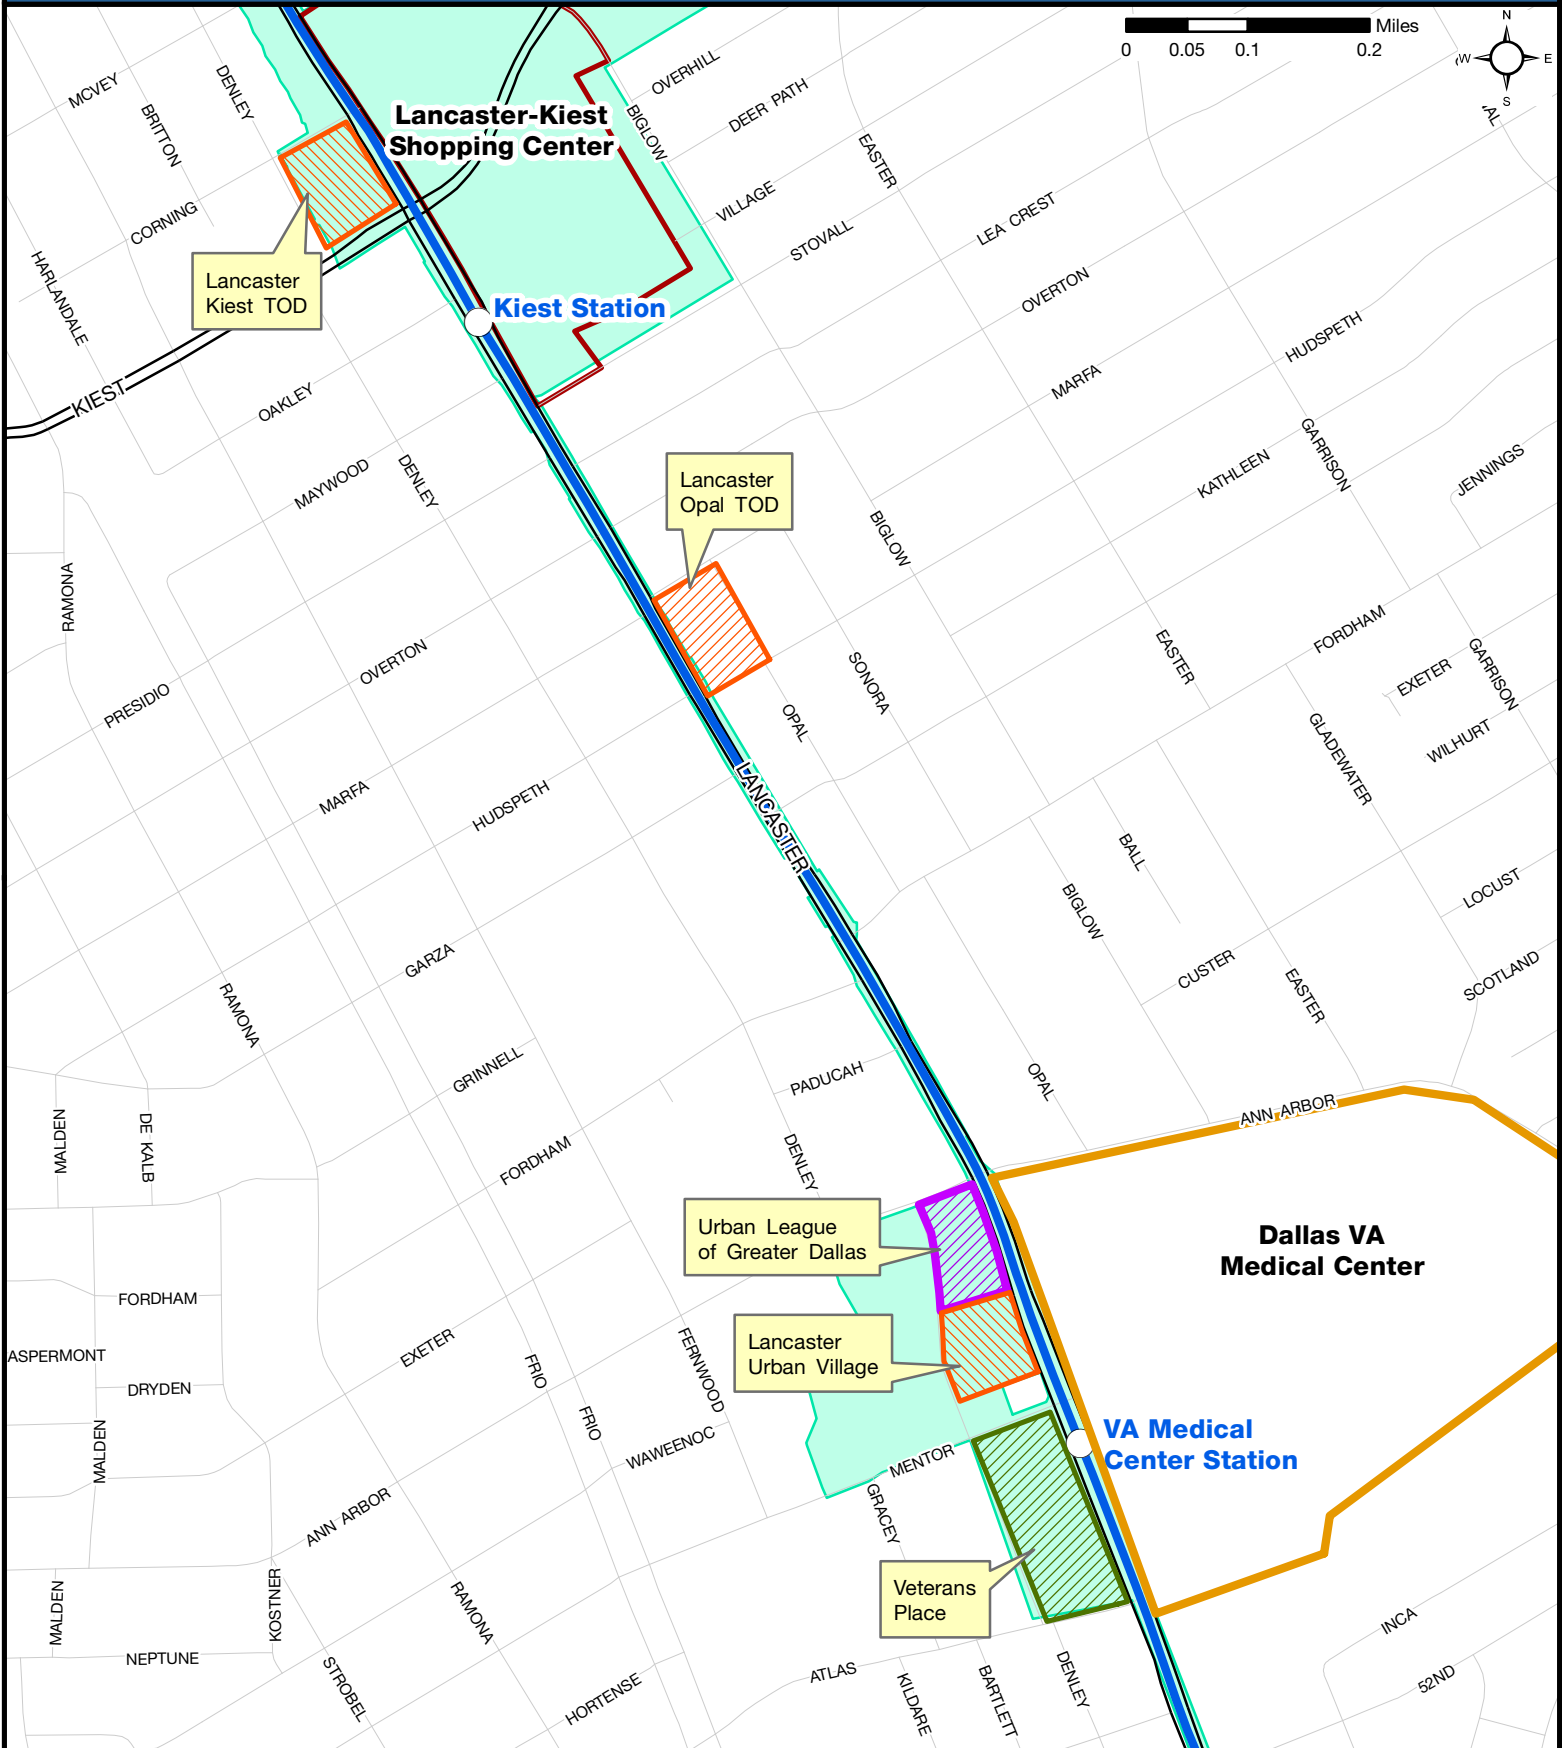 Miles
0 0.05 0.1 0.2
N
W E
S
MCVEY
BRITTON
DENLEY
CORNING
HARLANDALE
Lancaster-Kiest
Shopping Center
OVERHILL
DEER PATH
BIGLOW
VILLAGE
EASTER
STOVALL
LEA CREST
OVERTON
Lancaster
Kiest TOD
Kiest Station
KIEST
OAKLEY
MAYWOOD
DENLEY
HUDSPETH
MARFA
GARRISON
KATHLEEN
JENNINGS
Lancaster
Opal TOD
BIGLOW
RAMONA
OVERTON
PRESIDIO
SONORA
OPAL
EASTER
FORDHAM
EXETER
GARRISON
WILHURT
GLADEWATER
MARFA
HUDSPETH
LANCASTER
BALL
BIGLOW
LOCUST
CUSTER
EASTER
SCOTLAND
GARZA
RAMONA
GRINNELL
PADUCAH
OPAL
ANN ARBOR
MALDEN
DE KALB
FORDHAM
DENLEY
Urban League
of Greater Dallas
Dallas VA
Medical Center
FORDHAM
ASPERMONT
DRYDEN
EXETER
FRIO
FERNWOOD
Lancaster
Urban Village
MALDEN
FRIO
WAWEENOC
MENTOR
VA Medical
Center Station
ANN ARBOR
GRACEY
MALDEN
KOSTNER
RAMONA
Veterans
Place
NEPTUNE
STROBEL
HORTENSE
ATLAS
KILDARE
BARTLETT
DENLEY
INCA
52ND